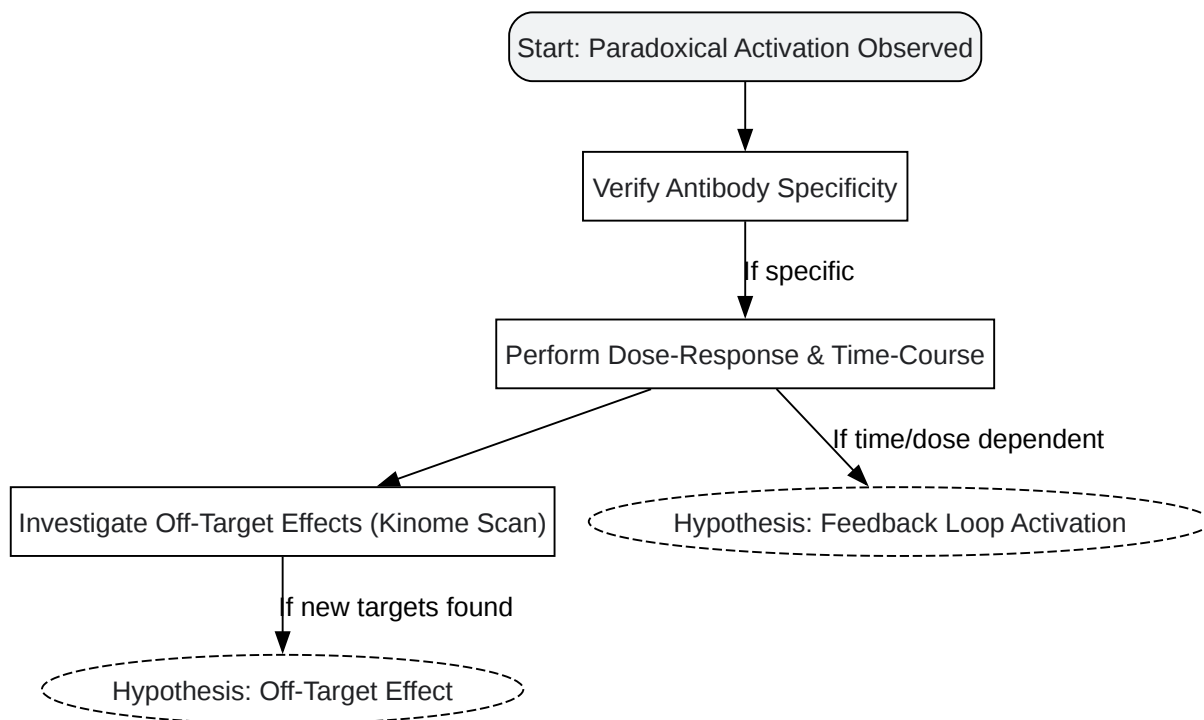 Start: Paradoxical Activation Observed
Verify Antibody Specificity
If specific
Perform Dose-Response & Time-Course
If time/dose dependent
Investigate Off-Target Effects (Kinome Scan)
Hypothesis: Feedback Loop Activation
If new targets found
Hypothesis: Off-Target Effect